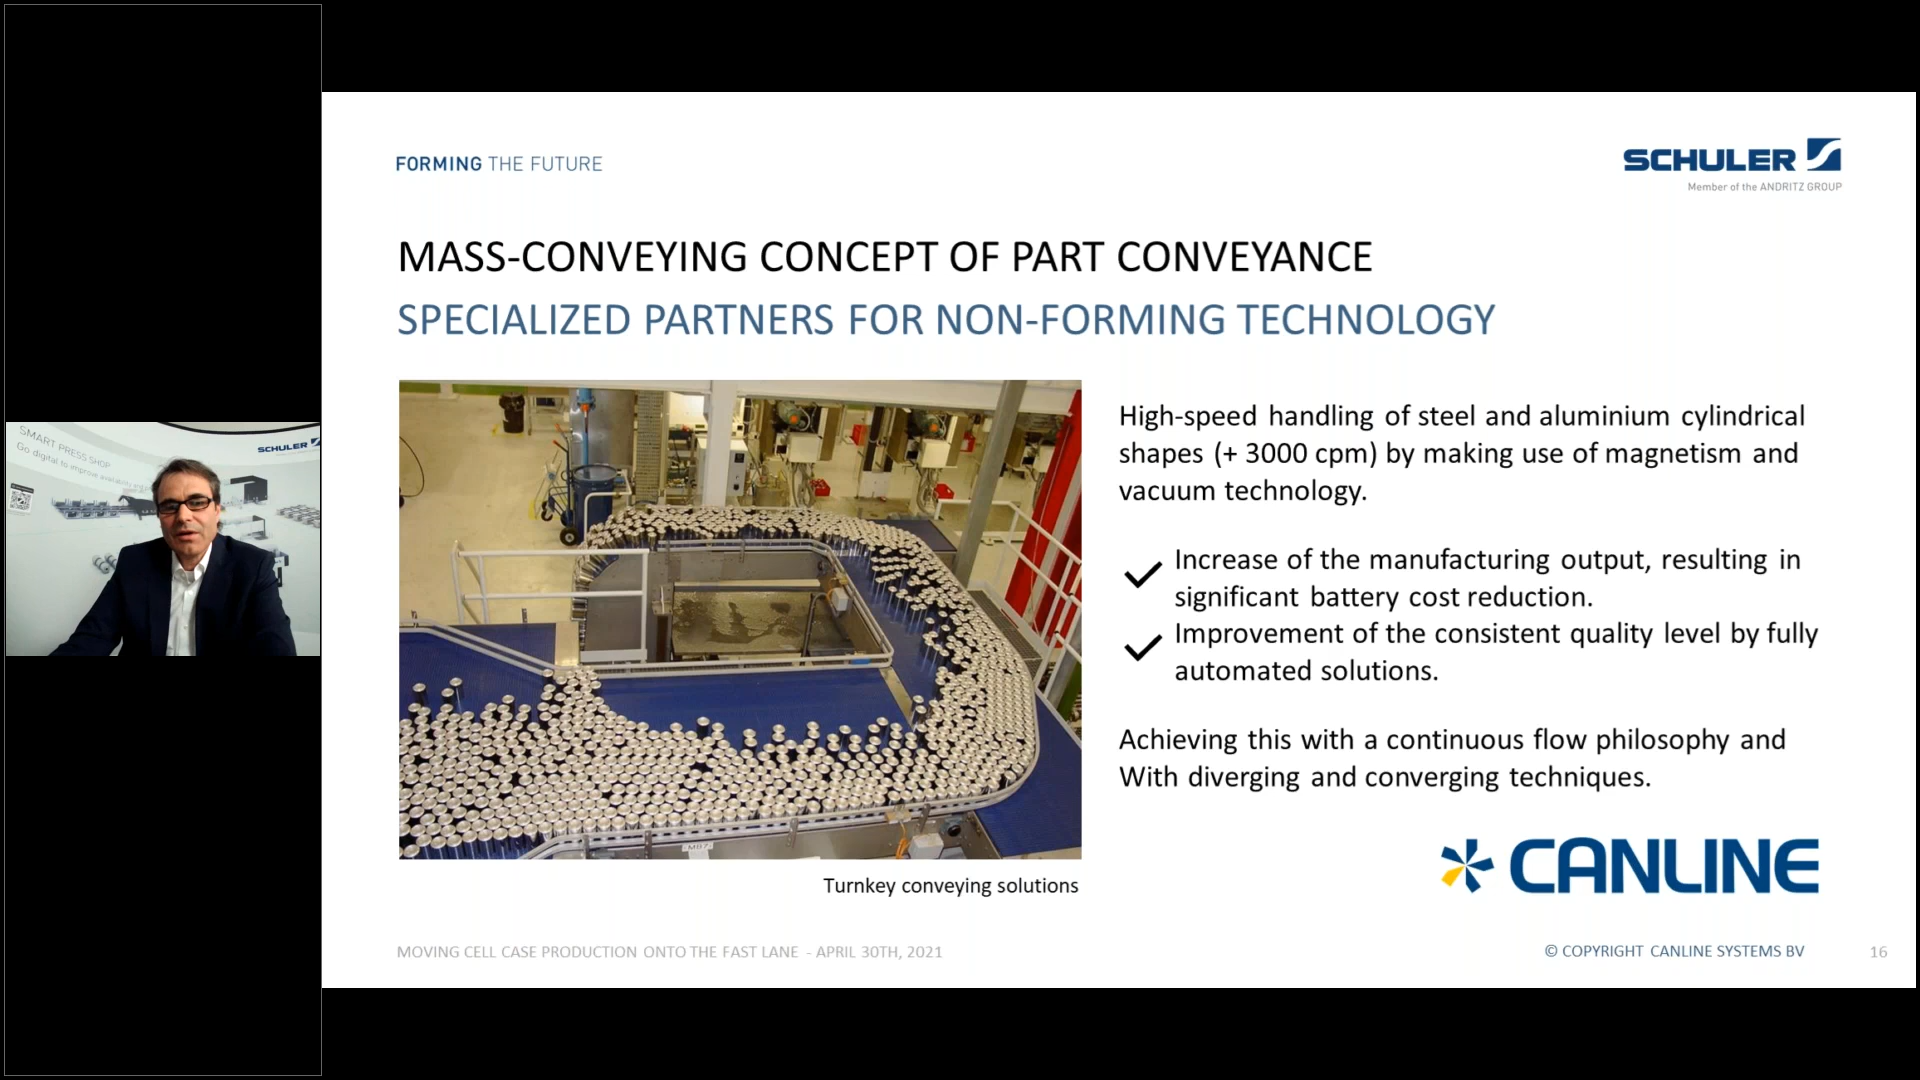 SMART PRESS SHOP
Go digital to improve availability and
SCHULER
FORMING THE FUTURE
SCHULER
Member of the ANDRITZ GROUP
MASS-CONVEYING CONCEPT OF PART CONVEYANCE
SPECIALIZED PARTNERS FOR NON-FORMING TECHNOLOGY
High-speed handling of steel and aluminium cylindrical
shapes (+ 3000 cpm) by making use of magnetism and
vacuum technology.
Increase of the manufacturing output, resulting in
significant battery cost reduction.
Improvement of the consistent quality level by fully
automated solutions.
Achieving this with a continuous flow philosophy and
With diverging and converging techniques.
CANLINE
Turnkey conveying solutions
MOVING CELL CASE PRODUCTION ONTO THE FAST LANE - APRIL 30TH, 2021
© COPYRIGHT CANLINE SYSTEMS BV
16